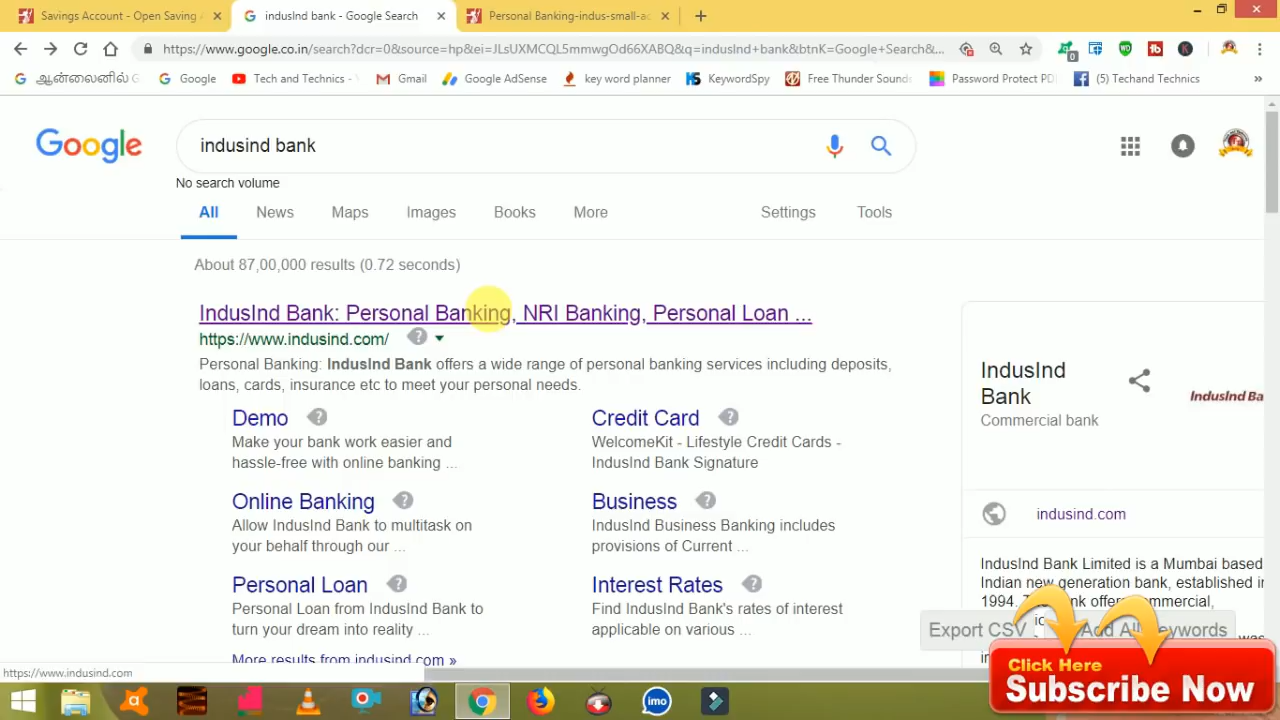 Savings Account - Open Saving A
indusInd bank - Google Search
Personal Banking-indus-small-ac
https://www.google.co.in/search?dcr=0&source=hp&ei=JLsUXMCQL5mmwgOd66XABQ&q=indusInd+bank&btnK=Google+Search&...
ஆன்லைனில் G
Google
Tech and Technics -
Gmail
Google AdSense
key word planner
KeywordSpy
Free Thunder Sounds
Password Protect PD
(5) Techand Technics
»
Google
indusind bank
No search volume
All News Maps Images Books More Settings Tools
About 87,00,000 results (0.72 seconds)
IndusInd Bank: Personal Banking, NRI Banking, Personal Loan ...
https://www.indusind.com/
Personal Banking: IndusInd Bank offers a wide range of personal banking services including deposits,
loans, cards, insurance etc to meet your personal needs.
Demo
Make your bank work easier and
hassle-free with online banking ...
Credit Card
WelcomeKit - Lifestyle Credit Cards -
IndusInd Bank Signature
Online Banking
Allow IndusInd Bank to multitask on
your behalf through our ...
Business
IndusInd Business Banking includes
provisions of Current ...
Personal Loan
Personal Loan from IndusInd Bank to
turn your dream into reality ...
Interest Rates
Find IndusInd Bank's rates of interest
applicable on various ...
More results from indusind.com »
IndusInd
Bank
Commercial bank
IndusInd Ba
indusind.com
IndusInd Bank Limited is a Mumbai based
Indian new generation bank, established in
1994. offers commercial,
Export CSV
Add All Keywords
Click Here
Subscribe Now
https://www.indusind.com
imo